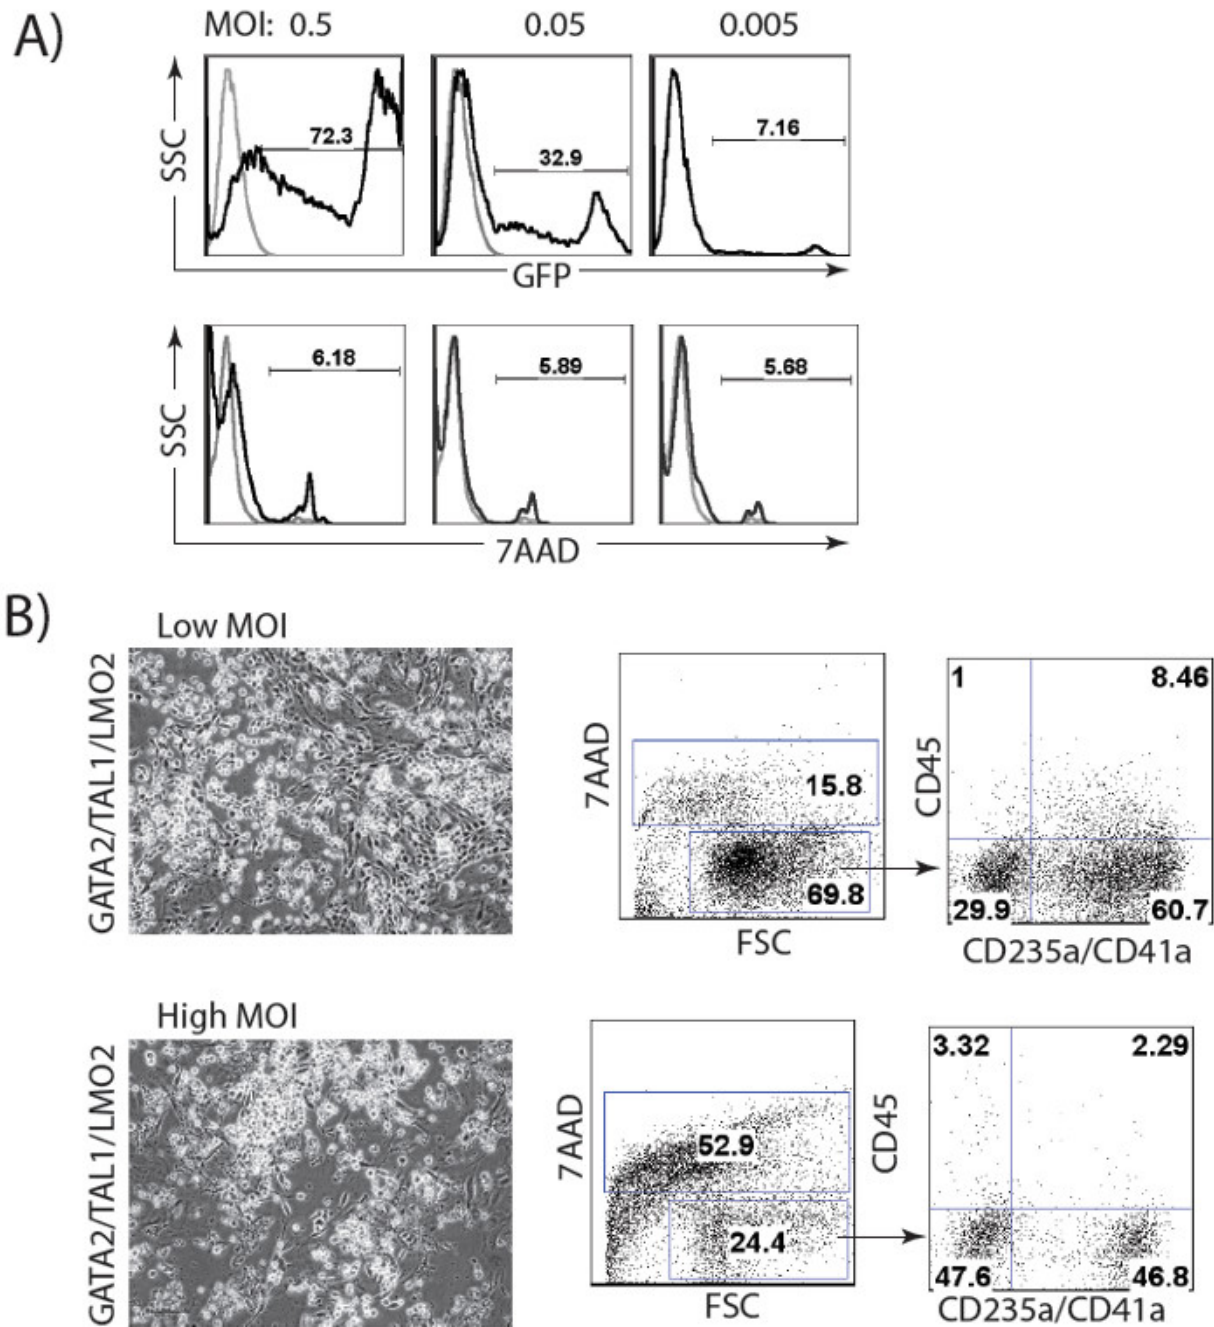 A)
MOI: 0.5 0.05 0.005
SSC
72.3
32.9
7.16
GFP
SSC
6.18
5.89
5.68
7AAD
B)
Low MOI
GATA2/TAL1/LMO2
7AAD
15.8
69.8
FSC
CD45
1 8.46
29.9 60.7
CD235a/CD41a
High MOI
GATA2/TAL1/LMO2
7AAD
52.9
24.4
FSC
CD45
3.32 2.29
47.6 46.8
CD235a/CD41a